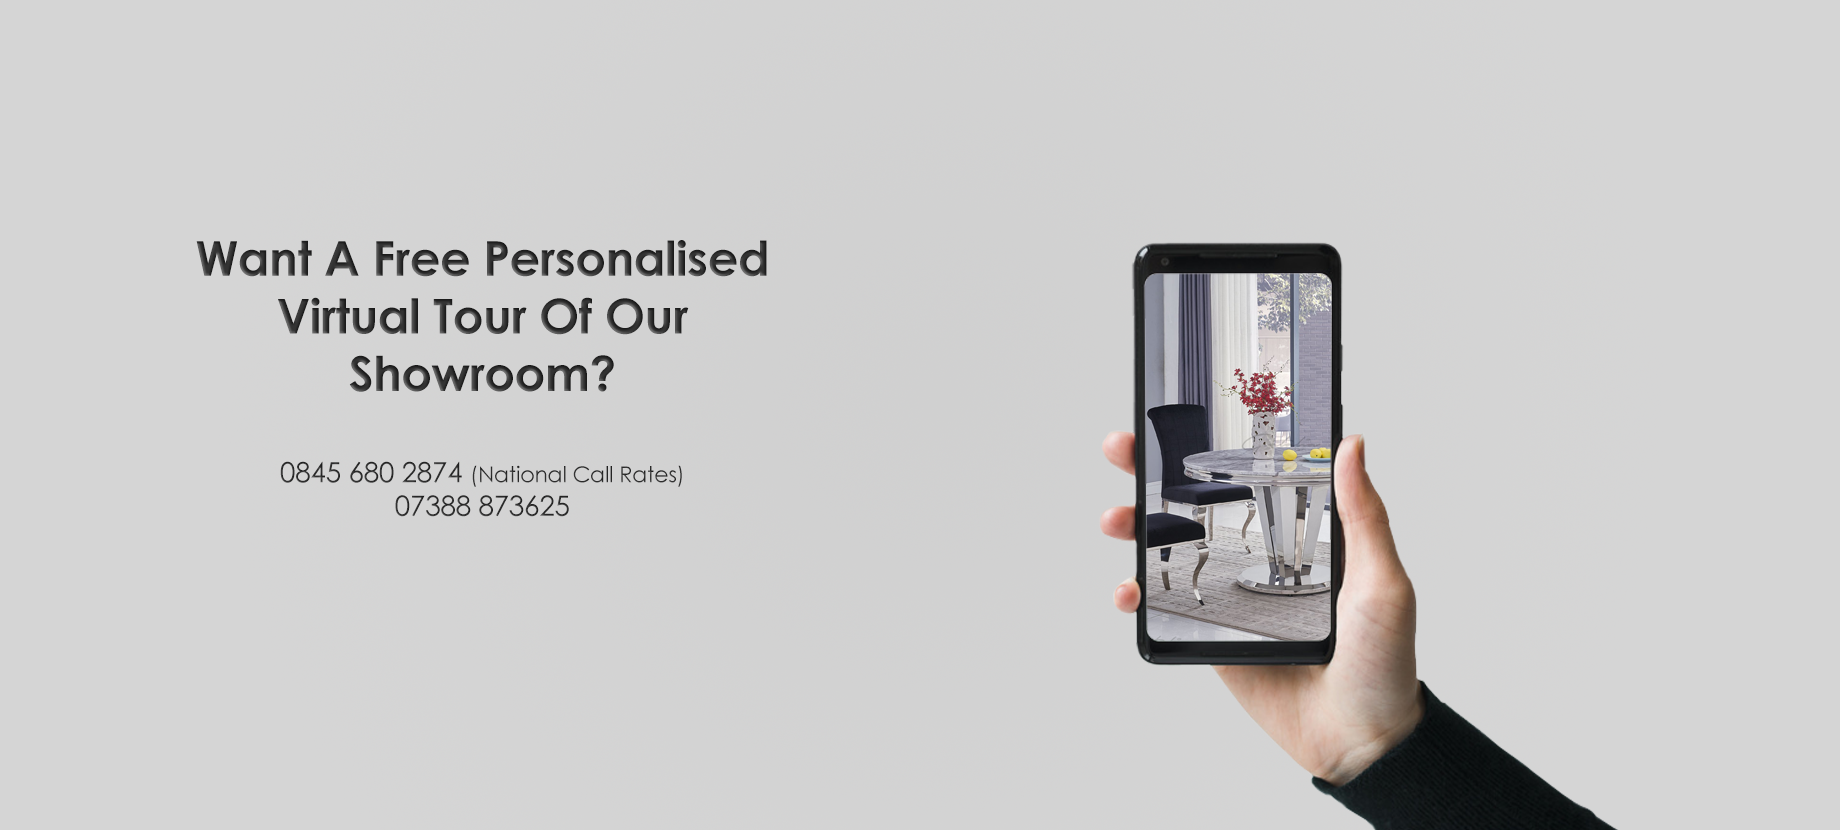 Want A Free Personalised
Virtual Tour Of Our
Showroom?
0845 680 2874 (National Call Rates)
07388 873625